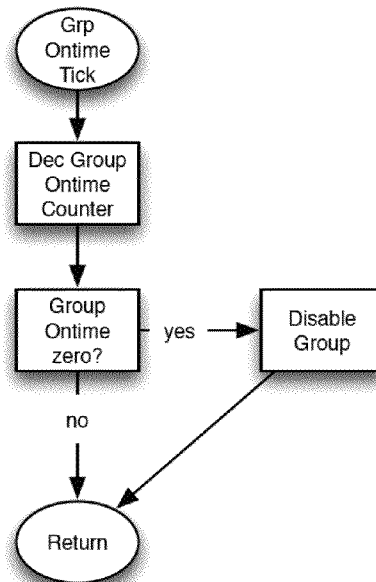 Grp
Ontime
Tick
Dec Group
Ontime
Counter
Group
Ontime
zero?
yes
Disable
Group
no
Return